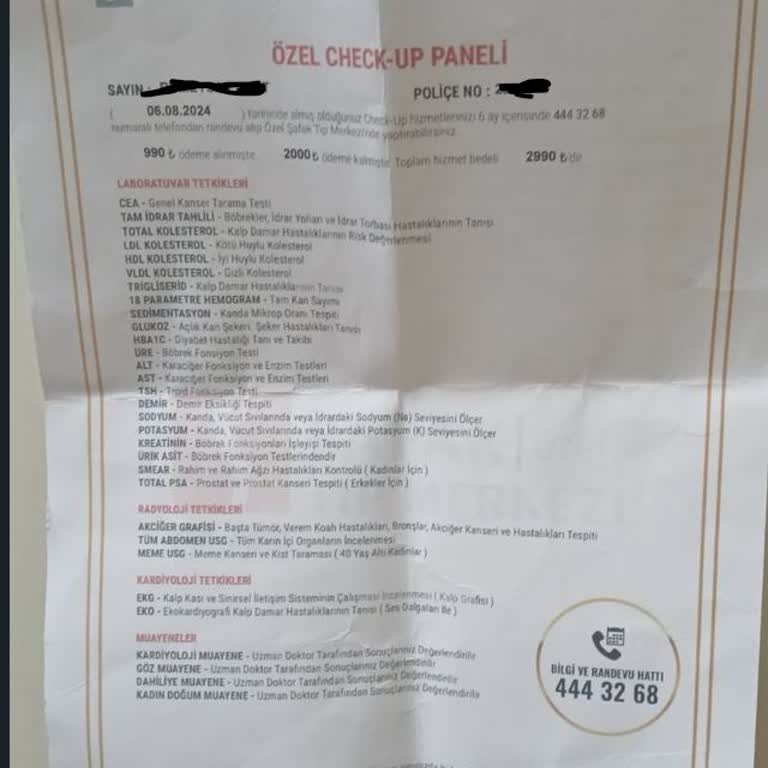 ÖZEL CHECK-UP PANELİ
SAYIN : POLİÇE NO :
( 06.08.2024 ) tarihinde almış olduğunuz Check-Up hizmetlerinizi 6 ay içerisinde 444 32 68
numaralı telefondan randevu alıp Özel Şafak Tıp Merkezi'nde yaptırabilirsiniz.
990 ₺ ödeme alınmıştır. 2000 ₺ ödeme kalmıştır. Toplam hizmet bedeli 2990 ₺'dir
LABORATUVAR TETKİKLERİ
CEA - Genel Kanser Tarama Testi
TAM İDRAR TAHLİLİ - Böbrekler, İdrar Yolları ve İdrar Torbası Hastalıklarının Tanısı
TOTAL KOLESTEROL - Kalp Damar Hastalıklarının Risk Değerlenmesi
LDL KOLESTEROL - Kötü Huylu Kolesterol
HDL KOLESTEROL - İyi Huylu Kolesterol
VLDL KOLESTEROL - Gizli Kolesterol
TRİGLİSERİD - Kalp Damar Hastalıklarının Tanısı
18 PARAMETRE HEMOGRAM - Tam Kan Sayımı
SEDİMENTASYON - Kanda Mikrop Oranı Tespiti
GLUKOZ - Açlık Kan Şekeri, Şeker Hastalıkları Tanısı
HBA1C - Diyabet Hastalığı Tanı ve Takibi
ÜRE - Böbrek Fonsiyon Testi
ALT - Karaciğer Fonksiyon ve Enzim Testleri
AST - Karaciğer Fonksiyon ve Enzim Testleri
TSH - Troid Fonksiyon Testi
DEMİR - Demir Eksikliği Tespiti
SODYUM - Kanda, Vücut Sıvılarında veya İdrardaki Sodyum (Na) Seviyesini Ölçer
POTASYUM - Kanda, Vücut Sıvılarında veya İdrardaki Potasyum (K) Seviyesini Ölçer
KREATİNİN - Böbrek Fonksiyonları İşleyişi Tespiti
ÜRİK ASİT - Böbrek Fonksiyon Testlerindendir
SMEAR - Rahim ve Rahim Ağzı Hastalıkları Kontrolü ( Kadınlar İçin )
TOTAL PSA - Prostat ve Prostat Kanseri Tespiti ( Erkekler İçin )
RADYOLOJİ TETKİKLERİ
AKCİĞER GRAFİSİ - Başta Tümör, Verem Koah Hastalıkları, Bronşlar, Akciğer Kanseri ve Hastalıkları Tespiti
TÜM ABDOMEN USG - Tüm Karın İçi Organların İncelenmesi
MEME USG - Meme Kanseri ve Kist Taraması ( 40 Yaş Altı Kadınlar )
KARDİYOLOJİ TETKİKLERİ
EKG - Kalp Kası ve Sinirsel İletişim Sisteminin Çalışması İncelenmesi ( Kalp Grafisi )
EKO - Ekokardiyografi Kalp Damar Hastalıklarının Tanısı ( Ses Dalgaları İle )
MUAYENELER
KARDİYOLOJİ MUAYENE - Uzman Doktor Tarafından Sonuçlarınız Değerlendirilir
GÖZ MUAYENE - Uzman Doktor Tarafından Sonuçlarınız Değerlendirilir
DAHİLİYE MUAYENE - Uzman Doktor Tarafından Sonuçlarınız Değerlendirilir
KADIN DOĞUM MUAYENE - Uzman Doktor Tarafından Sonuçlarınız Değerlendirilir
BİLGİ VE RANDEVU HATTI
444 32 68